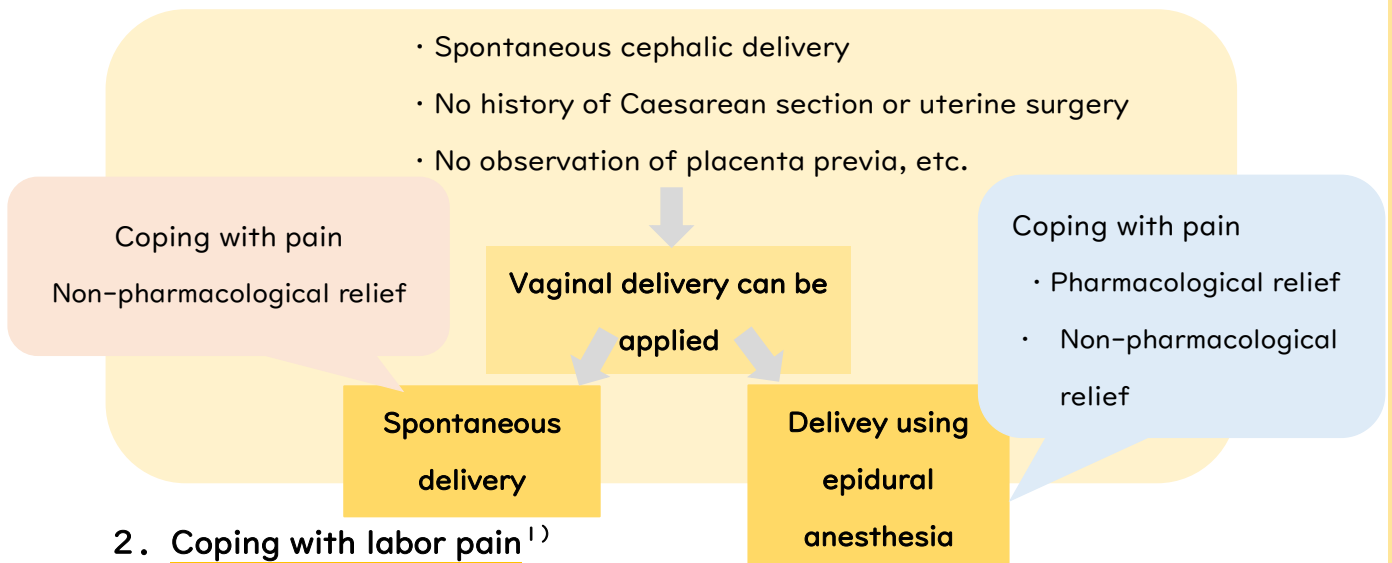 ・Spontaneous cephalic delivery
・No history of Caesarean section or uterine surgery
・No observation of placenta previa, etc.
Coping with pain
Non-pharmacological relief
Coping with pain
・Pharmacological relief
・ Non-pharmacological
relief
Vaginal delivery can be
applied
Spontaneous
delivery
Delivey using
epidural
anesthesia
2. Coping with labor pain¹⁾